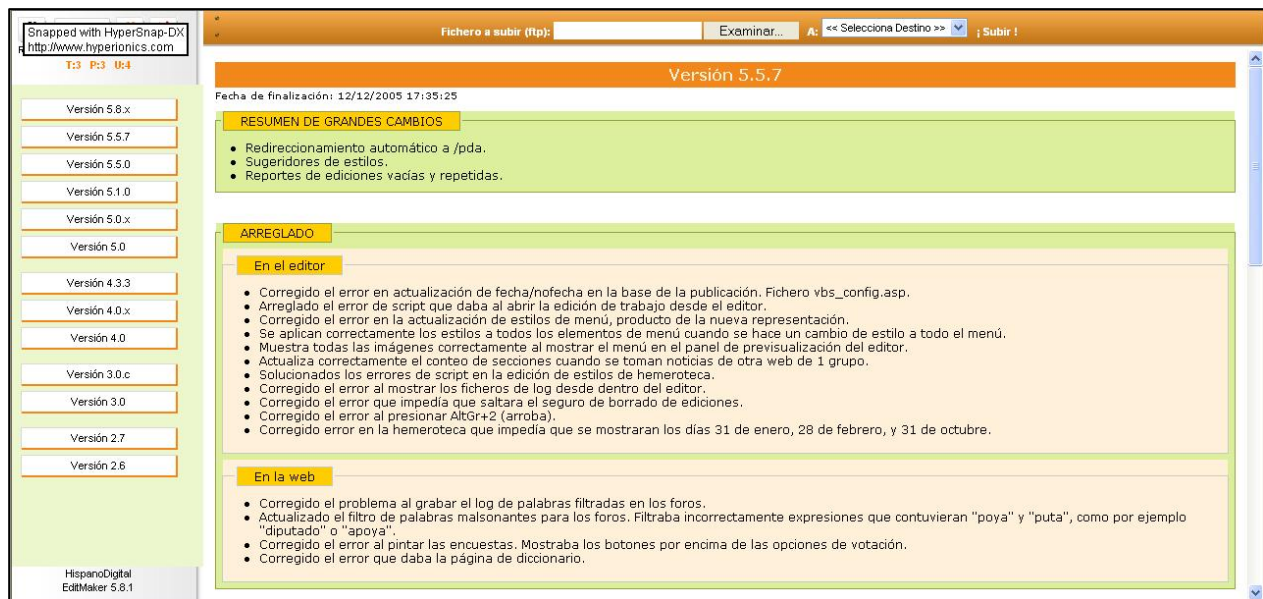 Snapped with HyperSnap-DX
http://www.hyperionics.com
T:3 P:3 U:4
Fichero a subir (ftp):
Examinar...
A:
<< Selecciona Destino >>
¡ Subir !
Versión 5.8.x
Versión 5.5.7
Versión 5.5.0
Versión 5.1.0
Versión 5.0.x
Versión 5.0
Versión 4.3.3
Versión 4.0.x
Versión 4.0
Versión 3.0.c
Versión 3.0
Versión 2.7
Versión 2.6
HispanoDigital
EditMaker 5.8.1
Versión 5.5.7
Fecha de finalización: 12/12/2005 17:35:25
RESUMEN DE GRANDES CAMBIOS
Redireccionamiento automático a /pda.
Sugeridores de estilos.
Reportes de ediciones vacías y repetidas.
ARREGLADO
En el editor
Corregido el error en actualización de fecha/nofecha en la base de la publicación. Fichero vbs_config.asp.
Arreglado el error de script que daba al abrir la edición de trabajo desde el editor.
Corregido el error en la actualización de estilos de menú, producto de la nueva representación.
Se aplican correctamente los estilos a todos los elementos de menú cuando se hace un cambio de estilo a todo el menú.
Muestra todas las imágenes correctamente al mostrar el menú en el panel de previsualización del editor.
Actualiza correctamente el conteo de secciones cuando se toman noticias de otra web de 1 grupo.
Solucionados los errores de script en la edición de estilos de hemeroteca.
Corregido el error al mostrar los ficheros de log desde dentro del editor.
Corregido el error que impedía que saltara el seguro de borrado de ediciones.
Corregido el error al presionar AltGr+2 (arroba).
Corregido error en la hemeroteca que impedía que se mostraran los días 31 de enero, 28 de febrero, y 31 de octubre.
En la web
Corregido el problema al grabar el log de palabras filtradas en los foros.
Actualizado el filtro de palabras malsonantes para los foros. Filtraba incorrectamente expresiones que contuvieran "poya" y "puta", como por ejemplo
"diputado" o "apoya".
Corregido el error al pintar las encuestas. Mostraba los botones por encima de las opciones de votación.
Corregido el error que daba la página de diccionario.